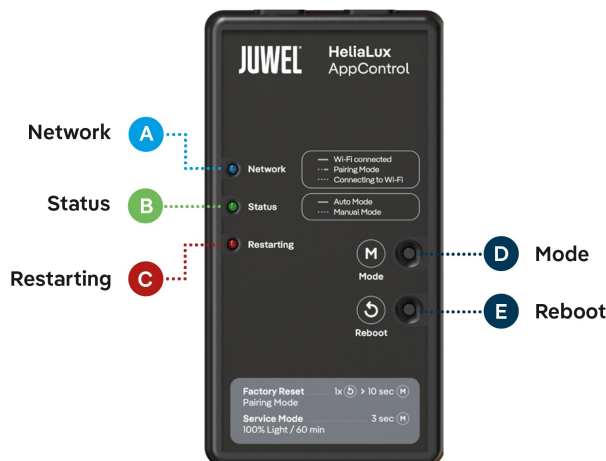 JUWEL
HeliaLux
AppControl
Network A
Network
— Wi-Fi connected
Pairing Mode
Connecting to Wi-Fi
Status B
Status
— Auto Mode
Manual Mode
Restarting C
Restarting
M
Mode
D Mode
Reboot
E Reboot
Factory Reset 1x > 10 sec M
Pairing Mode
Service Mode 3 sec M
100% Light / 60 min